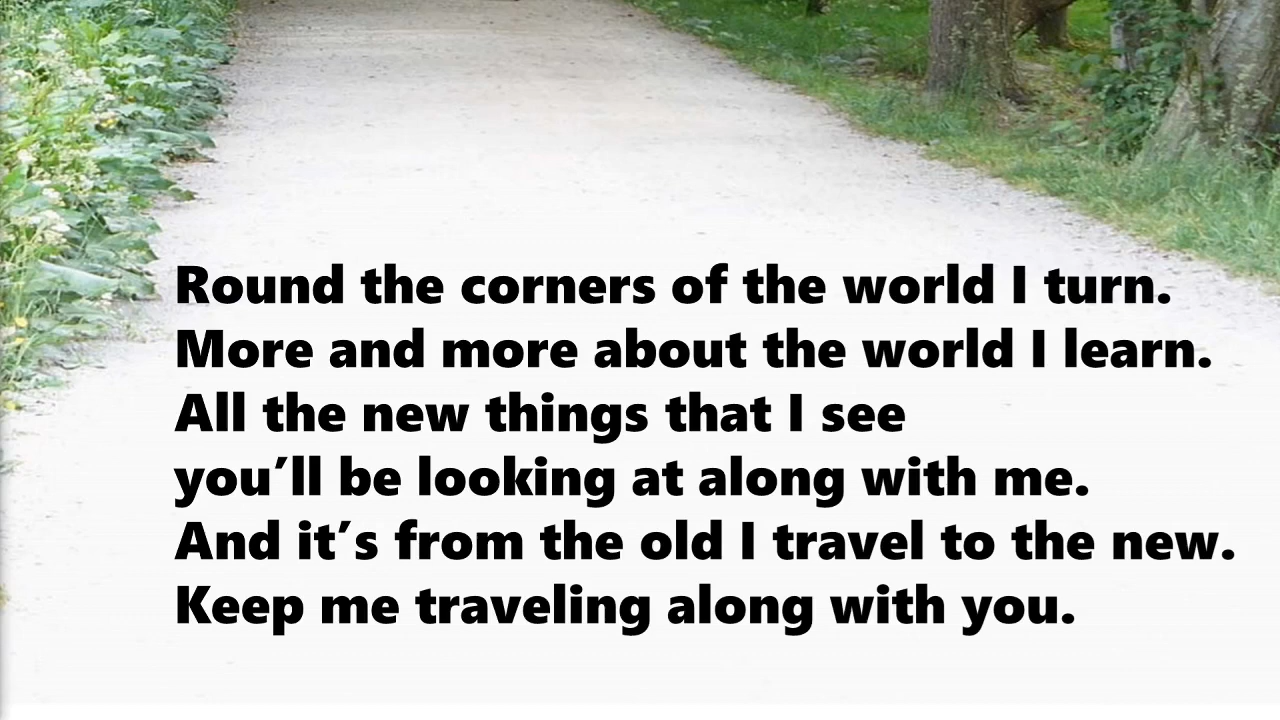 Round the corners of the world I turn.
More and more about the world I learn.
All the new things that I see
you’ll be looking at along with me.
And it’s from the old I travel to the new.
Keep me traveling along with you.